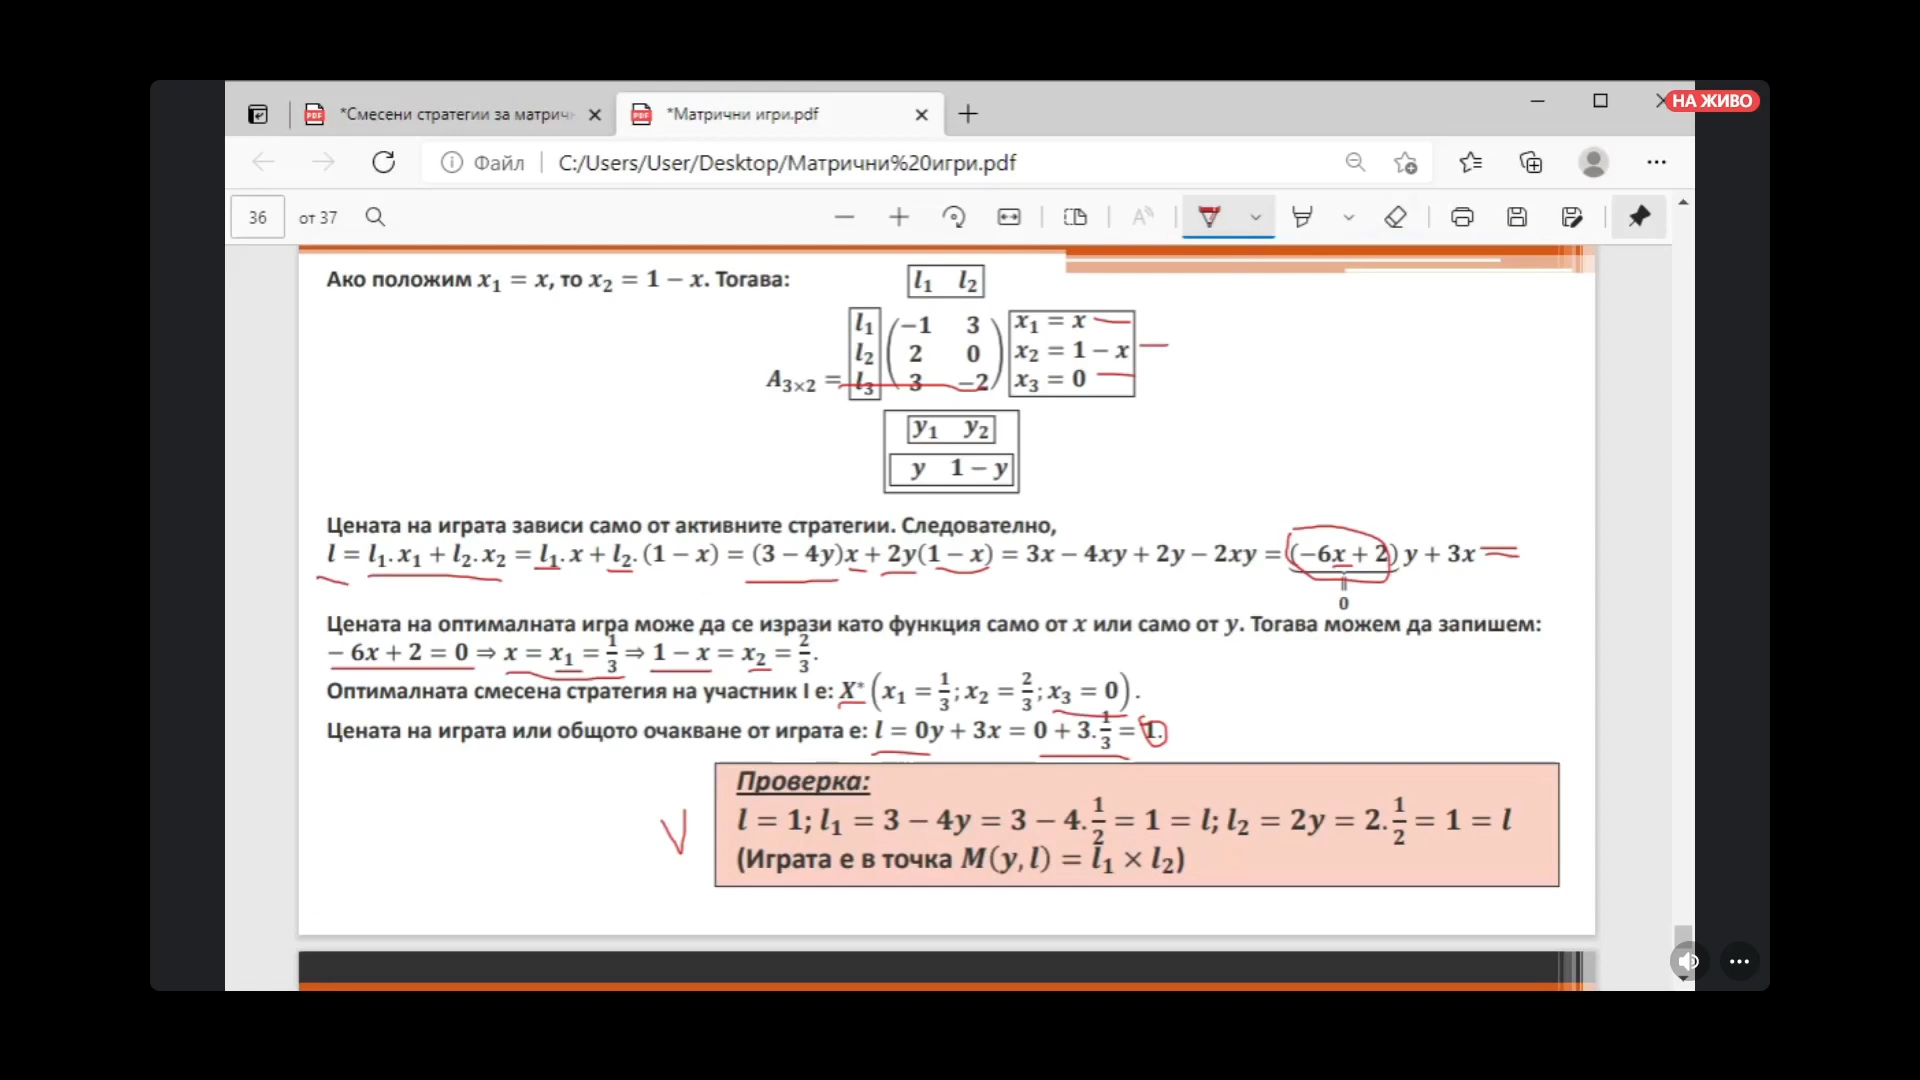 *Смесени стратегии за матрич
*Матрични игри.pdf
НА ЖИВО
Файл
C:/Users/User/Desktop/Матрични%20игри.pdf
36 от 37
Ако положим x₁ = x, то x₂ = 1 − x. Тогава:
l₁ l₂
l₁ −1 3 x₁ = x
l₂ 2 0 x₂ = 1 − x
A₃ₓ₂ = l₃ 3 −2 x₃ = 0
y₁ y₂
y 1 − y
Цената на играта зависи само от активните стратегии. Следователно,
l = l₁.x₁ + l₂.x₂ = l₁.x + l₂.(1 − x) = (3 − 4y)x + 2y(1 − x) = 3x − 4xy + 2y − 2xy = (−6x + 2)y + 3x =
॥
0
Цената на оптималната игра може да се изрази като функция само от x или само от y. Тогава можем да запишем:
− 6x + 2 = 0 ⇒ x = x₁ = 1/3 ⇒ 1 − x = x₂ = 2/3.
Оптималната смесена стратегия на участник I е: X* (x₁ = 1/3; x₂ = 2/3; x₃ = 0).
Цената на играта или общото очакване от играта е: l = 0y + 3x = 0 + 3.1/3 = 1.
Проверка:
l = 1; l₁ = 3 − 4y = 3 − 4.1/2 = 1 = l; l₂ = 2y = 2.1/2 = 1 = l
(Играта е в точка M(y, l) = l₁ × l₂)